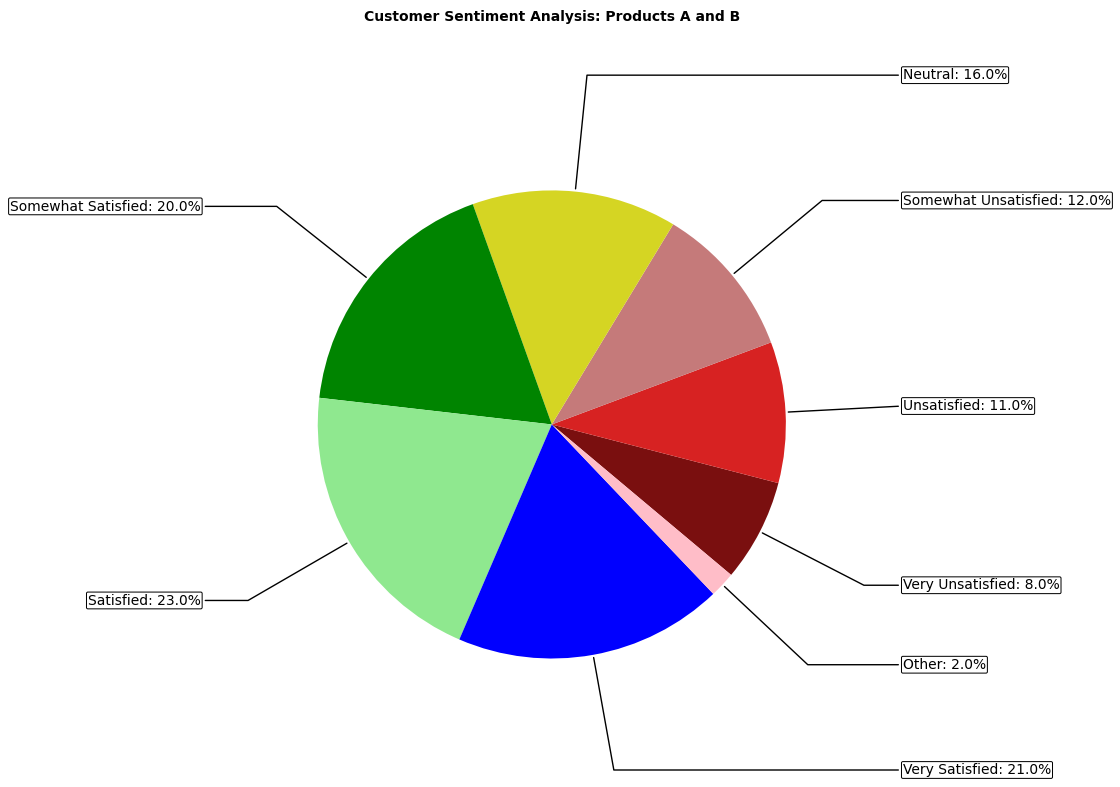 Customer Sentiment Analysis: Products A and B
Neutral: 16.0%
Somewhat Unsatisfied: 12.0%
Somewhat Satisfied: 20.0%
Unsatisfied: 11.0%
Very Unsatisfied: 8.0%
Satisfied: 23.0%
Other: 2.0%
Very Satisfied: 21.0%